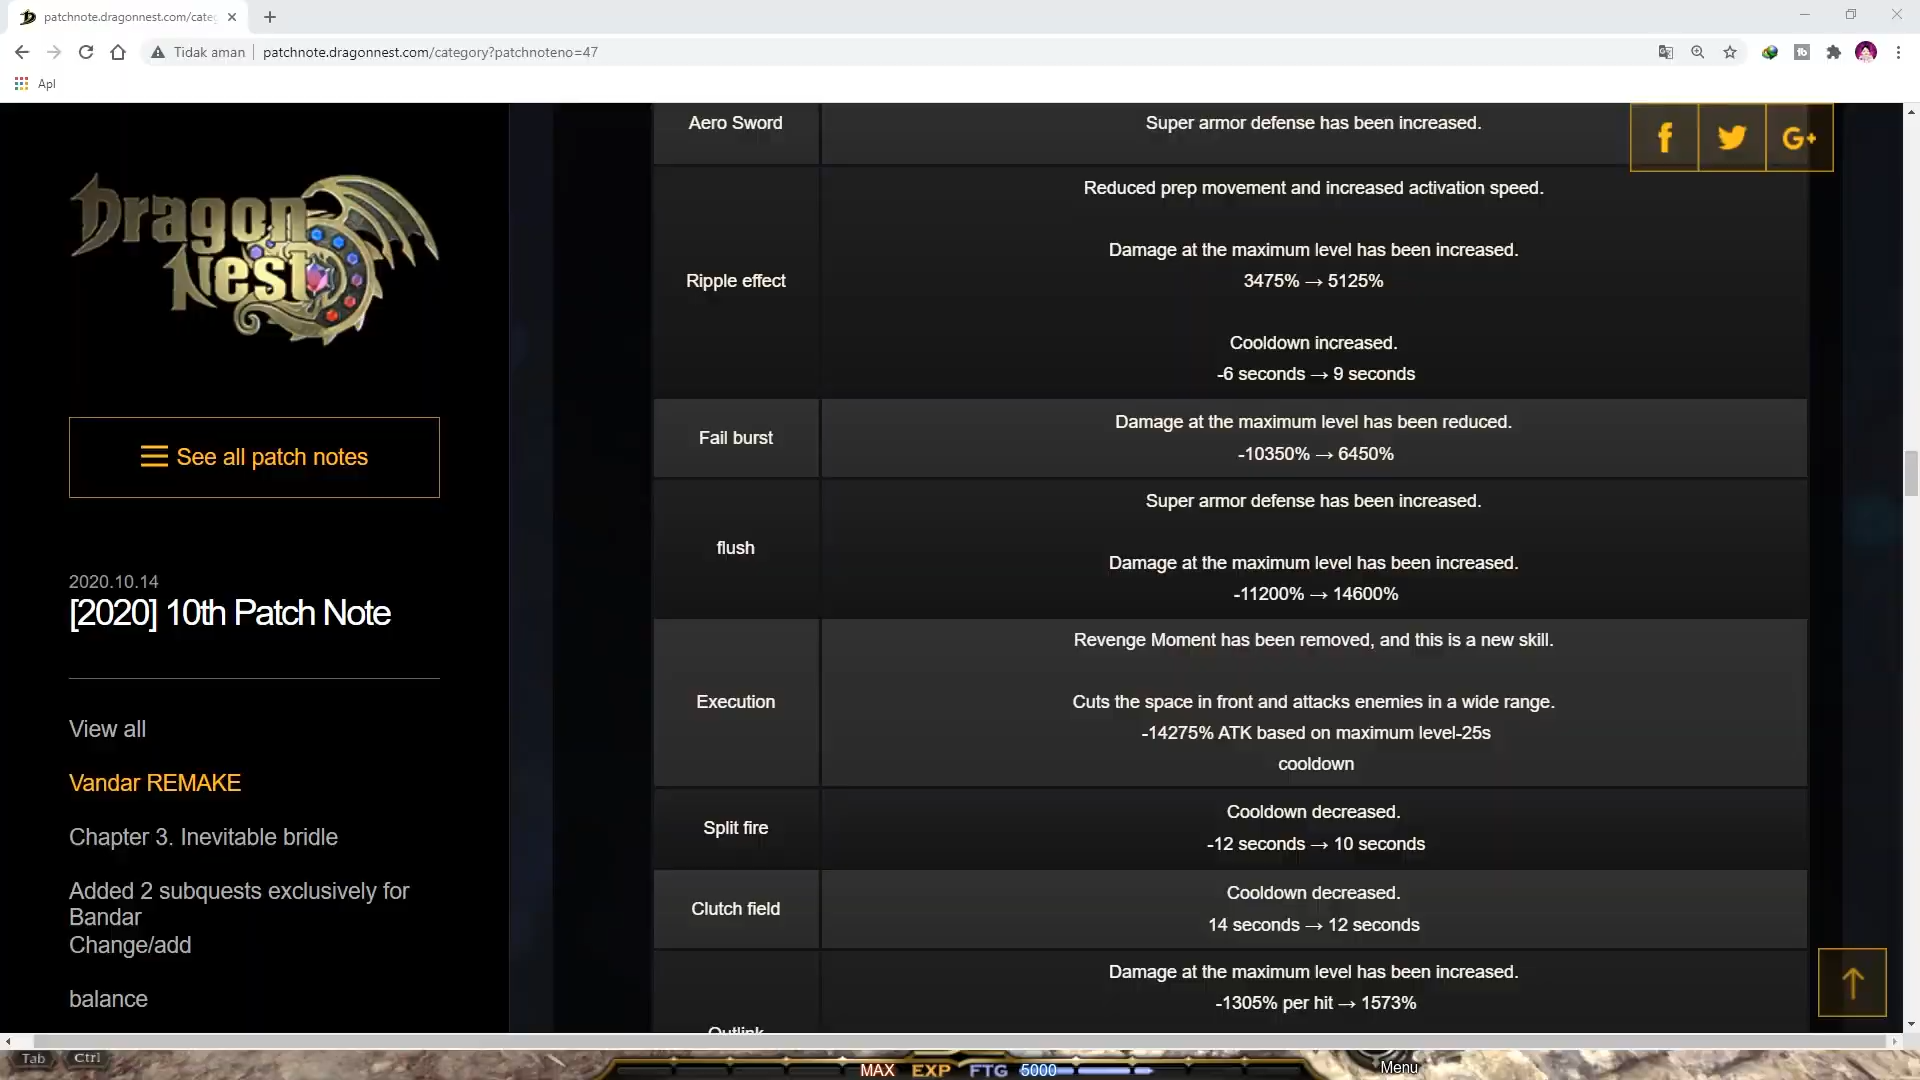 patchnote.dragonnest.com/cate
Tidak aman
patchnote.dragonnest.com/category?patchnoteno=47
Apl
Dragon
Nest
See all patch notes
2020.10.14
[2020] 10th Patch Note
View all
Vandar REMAKE
Chapter 3. Inevitable bridle
Added 2 subquests exclusively for
Bandar
Change/add
balance
Aero Sword
Super armor defense has been increased.
Ripple effect
Reduced prep movement and increased activation speed.
Damage at the maximum level has been increased.
3475% → 5125%
Cooldown increased.
-6 seconds → 9 seconds
Fail burst
Damage at the maximum level has been reduced.
-10350% → 6450%
flush
Super armor defense has been increased.
Damage at the maximum level has been increased.
-11200% → 14600%
Execution
Revenge Moment has been removed, and this is a new skill.
Cuts the space in front and attacks enemies in a wide range.
-14275% ATK based on maximum level-25s
cooldown
Split fire
Cooldown decreased.
-12 seconds → 10 seconds
Clutch field
Cooldown decreased.
14 seconds → 12 seconds
Outlink
Damage at the maximum level has been increased.
-1305% per hit → 1573%
f
G+
Tab
Ctrl
MAX EXP FTG 5000
Menu